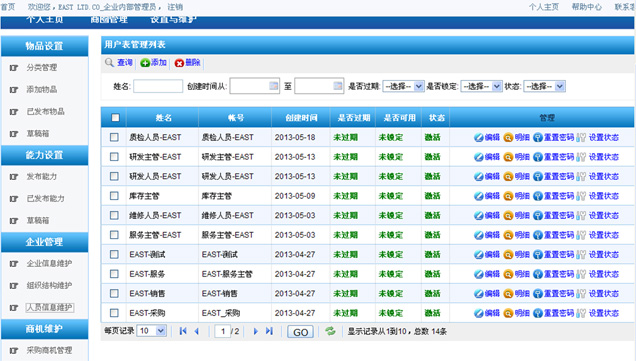 首页 欢迎您，EAST LTD.CO_企业内部管理员， 注销 个人主页 帮助中心 联系
个人主页 商圈管理 设置与维护
物品设置
分类管理
添加物品
已发布物品
草稿箱
能力设置
发布能力
已发布能力
草稿箱
企业管理
企业信息维护
组织结构维护
人员信息维护
商机维护
采购商机管理
用户表管理列表
查询 添加 删除
姓名: 创建时间从: 至 是否过期: --选择-- 是否锁定: --选择-- 状态: --选择--
姓名 帐号 创建时间 是否过期 是否可用 状态 管理
质检人员-EAST 质检人员-EAST 2013-05-18 未过期 未锁定 激活 编辑 明细 重置密码 设置状态
研发主管-EAST 研发主管-EAST 2013-05-13 未过期 未锁定 激活 编辑 明细 重置密码 设置状态
研发人员-EAST 研发人员-EAST 2013-05-13 未过期 未锁定 激活 编辑 明细 重置密码 设置状态
库存主管 库存主管 2013-05-09 未过期 未锁定 激活 编辑 明细 重置密码 设置状态
维修人员-EAST 维修人员-EAST 2013-05-03 未过期 未锁定 激活 编辑 明细 重置密码 设置状态
服务主管-EAST 服务主管-EAST 2013-05-03 未过期 未锁定 激活 编辑 明细 重置密码 设置状态
EAST-测试 EAST-测试 2013-04-27 未过期 未锁定 激活 编辑 明细 重置密码 设置状态
EAST-服务 EAST-服务主管 2013-04-27 未过期 未锁定 激活 编辑 明细 重置密码 设置状态
EAST-销售 EAST-销售 2013-04-27 未过期 未锁定 激活 编辑 明细 重置密码 设置状态
EAST-采购 EAST_采购 2013-04-27 未过期 未锁定 激活 编辑 明细 重置密码 设置状态
每页记录 10 1 / 2 GO 显示记录从1到10，总数 14条